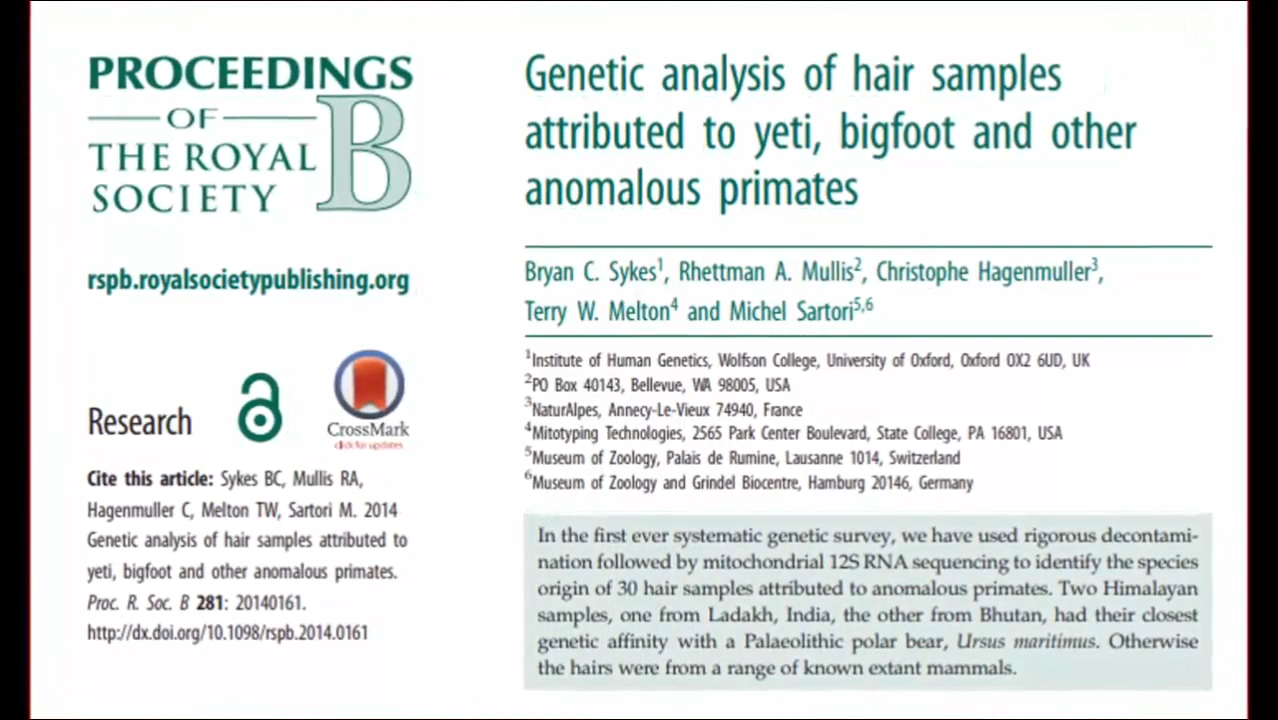 PROCEEDINGS
OF
THE ROYAL
SOCIETY
B
rspb.royalsocietypublishing.org
Research
CrossMark
click for updates
Cite this article: Sykes BC, Mullis RA,
Hagenmuller C, Melton TW, Sartori M. 2014
Genetic analysis of hair samples attributed to
yeti, bigfoot and other anomalous primates.
Proc. R. Soc. B 281: 20140161.
http://dx.doi.org/10.1098/rspb.2014.0161
Genetic analysis of hair samples
attributed to yeti, bigfoot and other
anomalous primates
Bryan C. Sykes1, Rhettman A. Mullis2, Christophe Hagenmuller3,
Terry W. Melton4 and Michel Sartori5,6
1Institute of Human Genetics, Wolfson College, University of Oxford, Oxford OX2 6UD, UK
2PO Box 40143, Bellevue, WA 98005, USA
3NaturAlpes, Annecy-Le-Vieux 74940, France
4Mitotyping Technologies, 2565 Park Center Boulevard, State College, PA 16801, USA
5Museum of Zoology, Palais de Rumine, Lausanne 1014, Switzerland
6Museum of Zoology and Grindel Biocentre, Hamburg 20146, Germany
In the first ever systematic genetic survey, we have used rigorous decontami-
nation followed by mitochondrial 12S RNA sequencing to identify the species
origin of 30 hair samples attributed to anomalous primates. Two Himalayan
samples, one from Ladakh, India, the other from Bhutan, had their closest
genetic affinity with a Palaeolithic polar bear, Ursus maritimus. Otherwise
the hairs were from a range of known extant mammals.